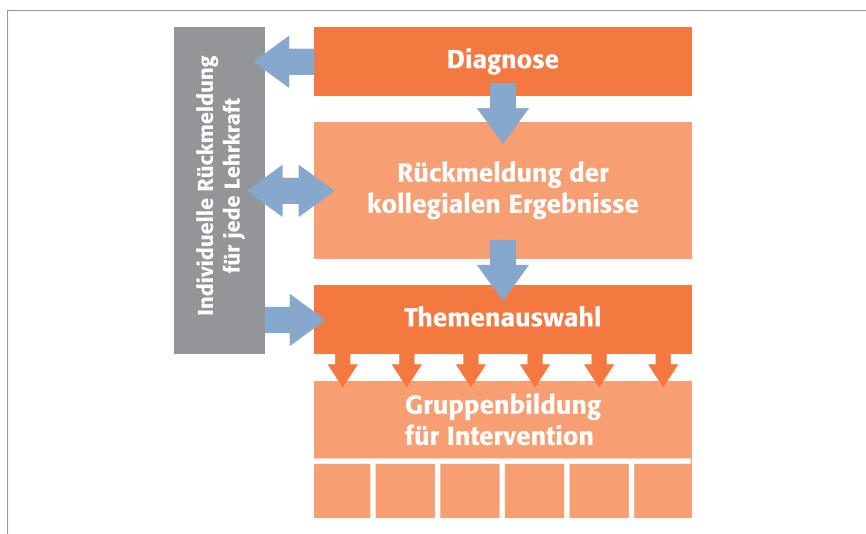 Diagnose
Individuelle Rückmeldung
für jede Lehrkraft
Rückmeldung der
kollegialen Ergebnisse
Themenauswahl
Gruppenbildung
für Intervention